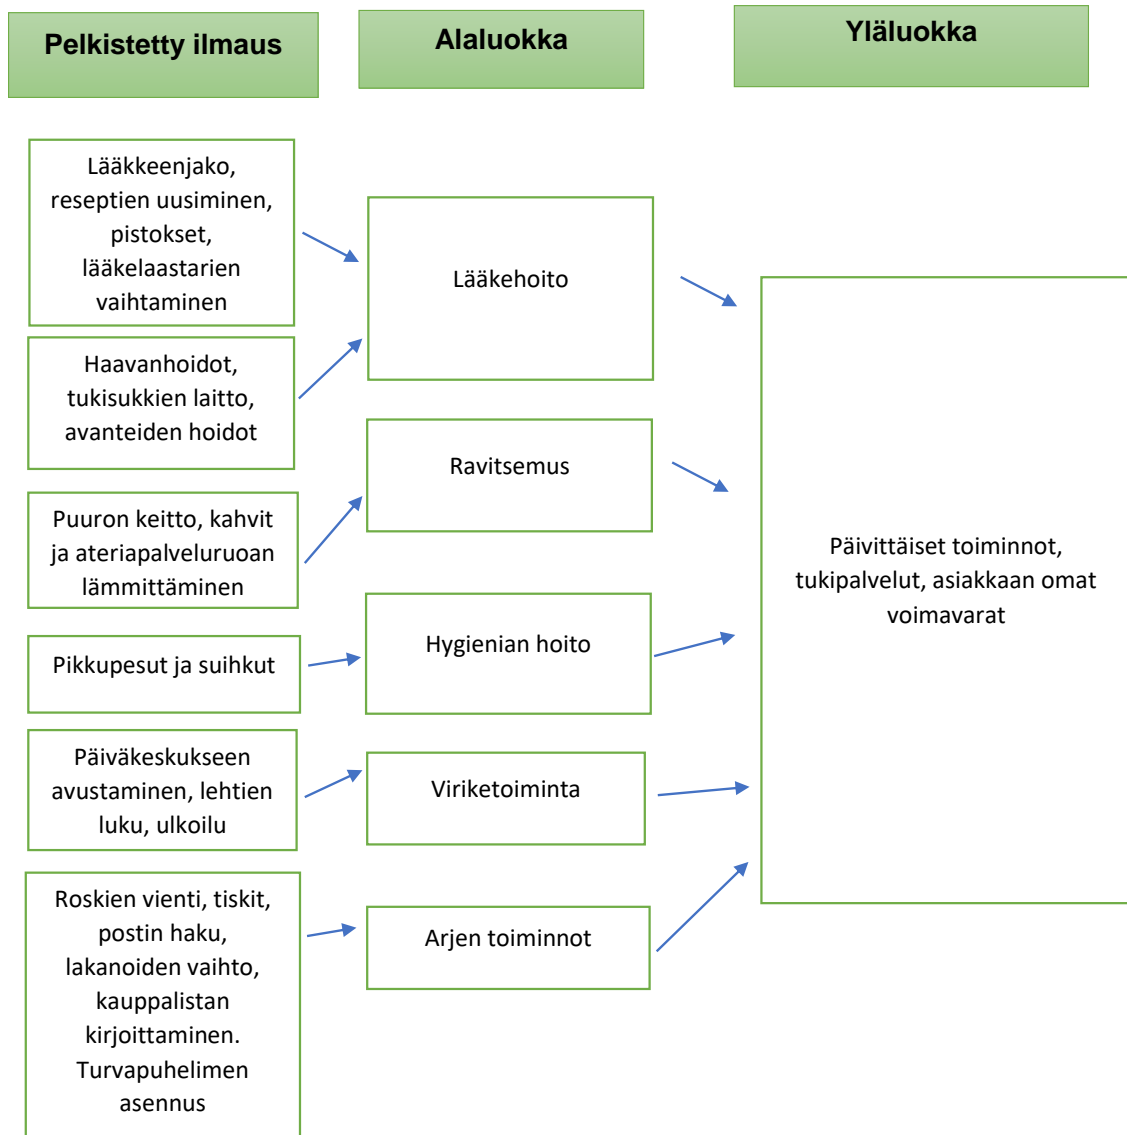 Pelkistetty ilmaus
Alaluokka
Yläluokka
Lääkkeenjako,
reseptien uusiminen,
pistokset,
lääkelaastarien
vaihtaminen
Lääkehoito
Haavanhoidot,
tukisukkien laitto,
avanteiden hoidot
Ravitsemus
Puuron keitto, kahvit
ja ateriapalveluruoan
lämmittäminen
Päivittäiset toiminnot,
tukipalvelut, asiakkaan omat
voimavarat
Pikkupesut ja suihkut
Hygienian hoito
Päiväkeskukseen
avustaminen, lehtien
luku, ulkoilu
Viriketoiminta
Roskien vienti, tiskit,
postin haku,
lakanoiden vaihto,
kauppalistan
kirjoittaminen.
Turvapuhelimen
asennus
Arjen toiminnot